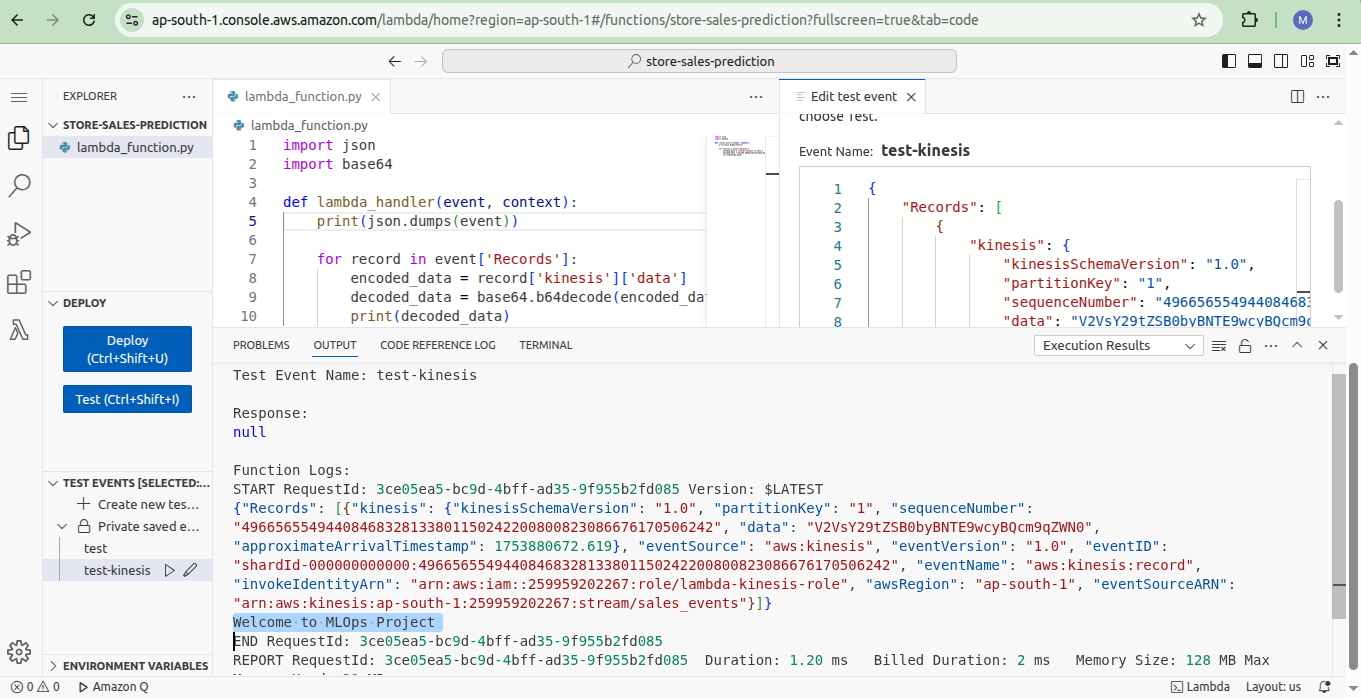 ap-south-1.console.aws.amazon.com/lambda/home?region=ap-south-1#/functions/store-sales-prediction?fullscreen=true&tab=code
M
store-sales-prediction
EXPLORER
STORE-SALES-PREDICTION
lambda_function.py
DEPLOY
Deploy
(Ctrl+Shift+U)
Test (Ctrl+Shift+I)
TEST EVENTS [SELECTED:...
Create new tes...
Private saved e...
test
test-kinesis
ENVIRONMENT VARIABLES
lambda_function.py
lambda_function.py
1 import json
2 import base64
3
4 def lambda_handler(event, context):
5 print(json.dumps(event))
6
7 for record in event['Records']:
8 encoded_data = record['kinesis']['data']
9 decoded_data = base64.b64decode(encoded_da
10 print(decoded_data)
Edit test event
choose Test.
Event Name: test-kinesis
1 {
2 "Records": [
3 {
4 "kinesis": {
5 "kinesisSchemaVersion": "1.0",
6 "partitionKey": "1",
7 "sequenceNumber": "496656554944084683
8 "data": "V2VsY29tZSB0byBNTE9wcyBQcm9q
PROBLEMS OUTPUT CODE REFERENCE LOG TERMINAL
Execution Results
Test Event Name: test-kinesis
Response:
null
Function Logs:
START RequestId: 3ce05ea5-bc9d-4bff-ad35-9f955b2fd085 Version: $LATEST
{"Records": [{"kinesis": {"kinesisSchemaVersion": "1.0", "partitionKey": "1", "sequenceNumber":
"49665655494408468328133801150242200800823086676170506242", "data": "V2VsY29tZSB0byBNTE9wcyBQcm9qZWN0",
"approximateArrivalTimestamp": 1753880672.619}, "eventSource": "aws:kinesis", "eventVersion": "1.0", "eventID":
"shardId-000000000000:49665655494408468328133801150242200800823086676170506242", "eventName": "aws:kinesis:record",
"invokeIdentityArn": "arn:aws:iam::259959202267:role/lambda-kinesis-role", "awsRegion": "ap-south-1", "eventSourceARN":
"arn:aws:kinesis:ap-south-1:259959202267:stream/sales_events"}]}
Welcome to MLOps Project
END RequestId: 3ce05ea5-bc9d-4bff-ad35-9f955b2fd085
REPORT RequestId: 3ce05ea5-bc9d-4bff-ad35-9f955b2fd085 Duration: 1.20 ms Billed Duration: 2 ms Memory Size: 128 MB Max
0 0 Amazon Q
Lambda Layout: us